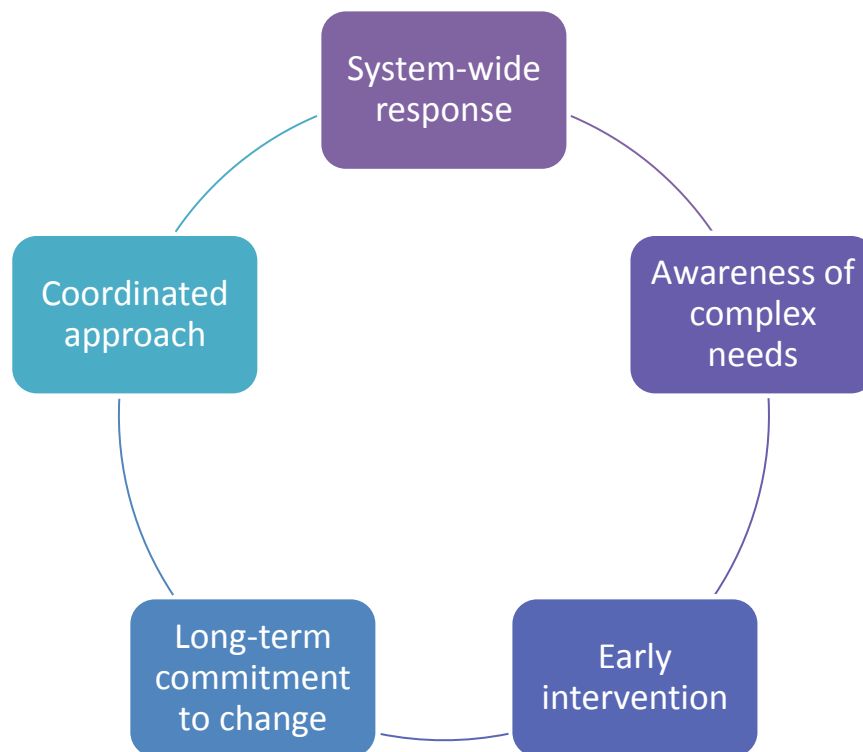 System-wide
response
Awareness of
complex
needs
Early
intervention
Long-term
commitment
to change
Coordinated
approach